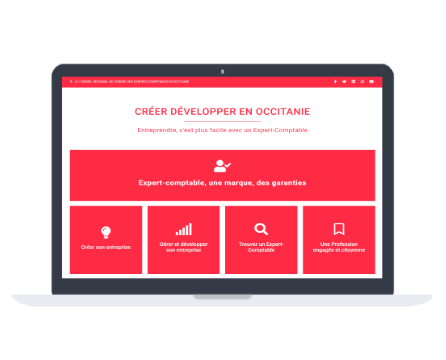 LE CONSEIL RÉGIONAL DE L'ORDRE DES EXPERTS-COMPTABLES D'OCCITANIE
CRÉER DÉVELOPPER EN OCCITANIE
Entreprendre, c'est plus facile avec un Expert-Comptable
Expert-comptable, une marque, des garanties
Créer son entreprise
Gérer et développer
son entreprise
Trouver un Expert-
Comptable
Une Profession
engagée et citoyenne